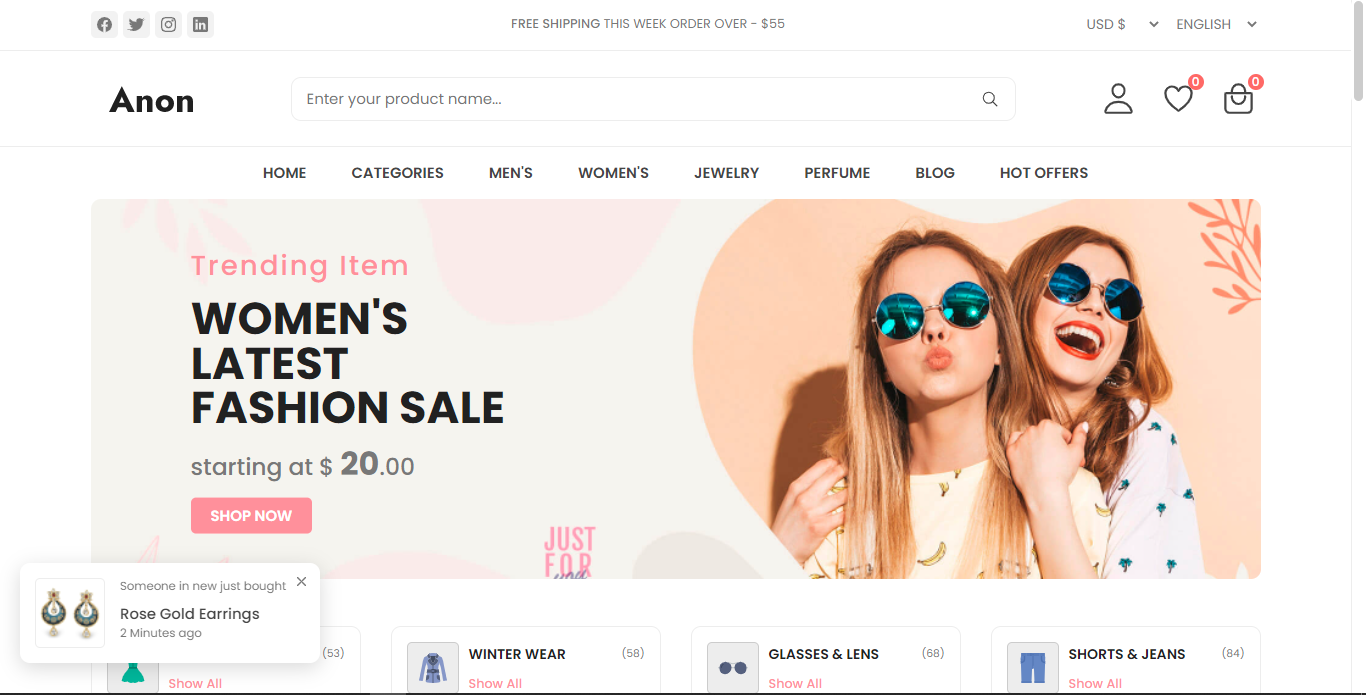 FREE SHIPPING THIS WEEK ORDER OVER - $55
USD $
ENGLISH
Anon
Enter your product name...
0
0
HOME
CATEGORIES
MEN'S
WOMEN'S
JEWELRY
PERFUME
BLOG
HOT OFFERS
Trending Item
WOMEN'S
LATEST
FASHION SALE
starting at $ 20.00
SHOP NOW
JUST
FOR
you
Someone in new just bought
Rose Gold Earrings
2 Minutes ago
(53)
Show All
WINTER WEAR
(58)
Show All
GLASSES & LENS
(68)
Show All
SHORTS & JEANS
(84)
Show All